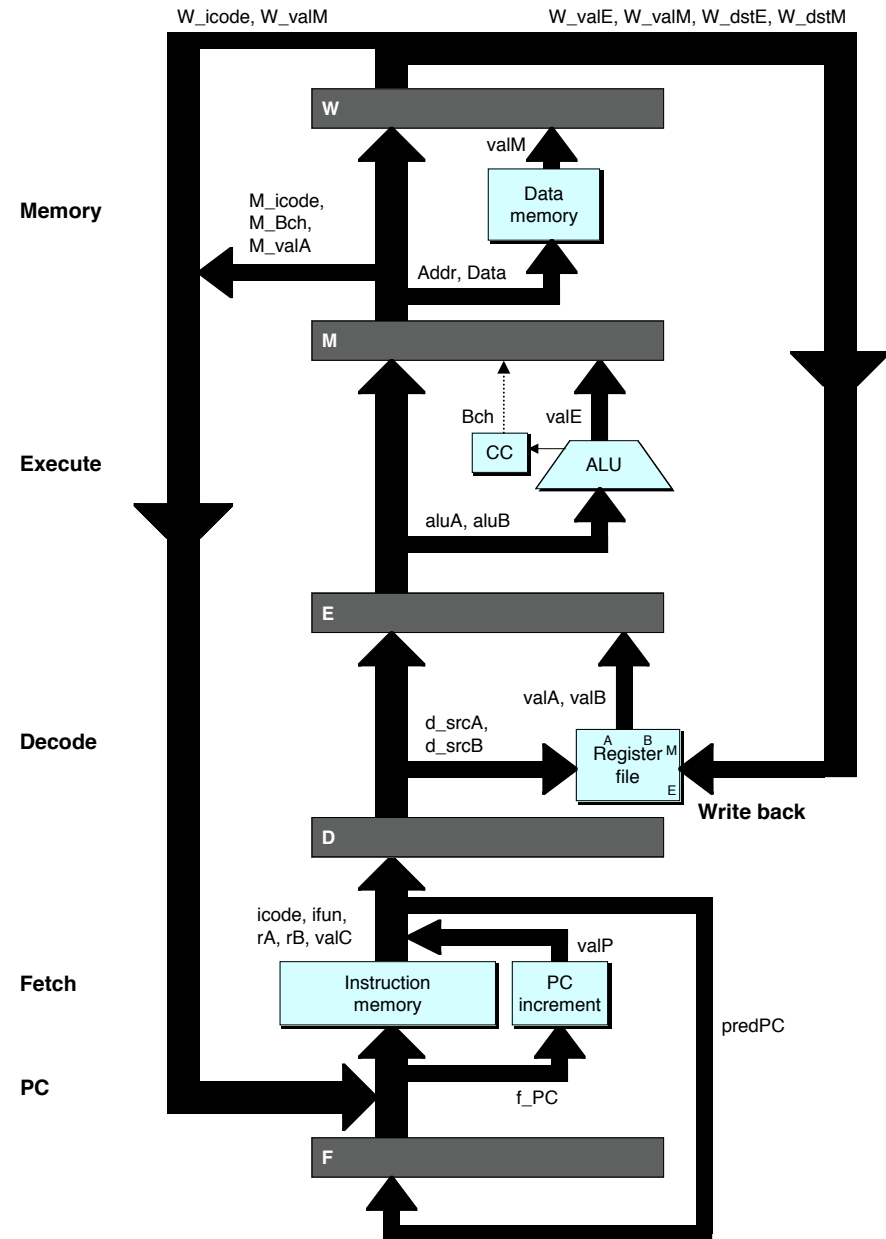 W_icode, W_valM
W_valE, W_valM, W_dstE, W_dstM
W
valM
Data
memory
Memory
M_icode,
M_Bch,
M_valA
Addr, Data
M
Bch
valE
CC
ALU
Execute
aluA, aluB
E
valA, valB
d_srcA,
d_srcB
Decode
A B
Register M
file
E
Write back
D
icode, ifun,
rA, rB, valC
valP
Fetch
Instruction
memory
PC
increment
predPC
PC
f_PC
F